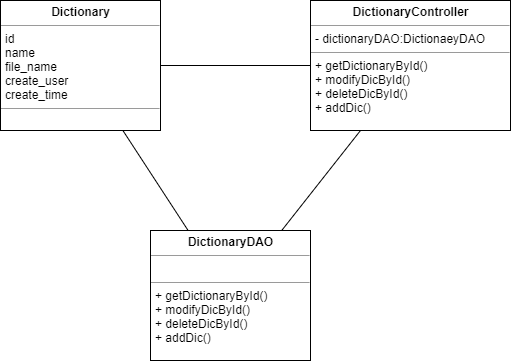 Dictionary
id
name
file_name
create_user
create_time
DictionaryController
- dictionaryDAO:DictionaeyDAO
+ getDictionaryById()
+ modifyDicById()
+ deleteDicById()
+ addDic()
DictionaryDAO
+ getDictionaryById()
+ modifyDicById()
+ deleteDicById()
+ addDic()